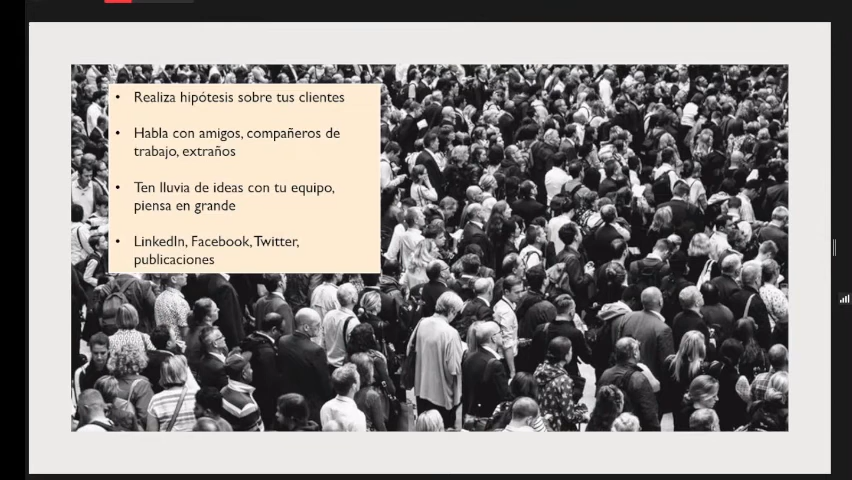 • Realiza hipótesis sobre tus clientes
• Habla con amigos, compañeros de
trabajo, extraños
• Ten lluvia de ideas con tu equipo,
piensa en grande
• LinkedIn, Facebook, Twitter,
publicaciones